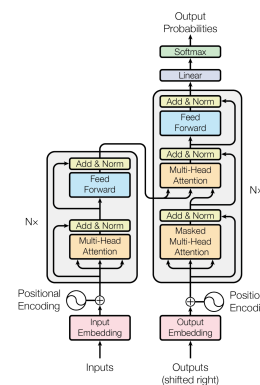 Output
Probabilities
Softmax
Linear
Add & Norm
Feed
Forward
Add & Norm
Multi-Head
Attention
Add & Norm
Masked
Multi-Head
Attention
Nx
Add & Norm
Feed
Forward
Add & Norm
Multi-Head
Attention
N×
Positional
Encoding
Input
Embedding
Inputs
Output
Embedding
Outputs
(shifted right)